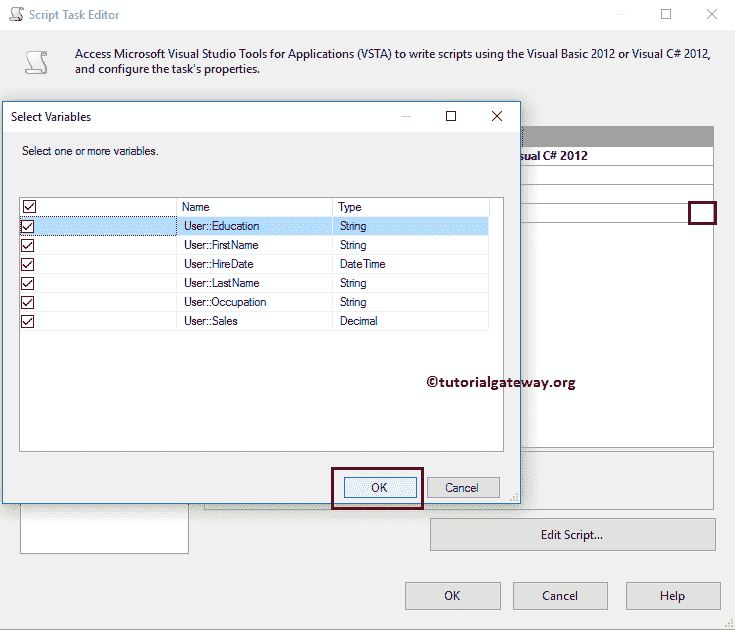 Script Task Editor
Access Microsoft Visual Studio Tools for Applications (VSTA) to write scripts using the Visual Basic 2012 or Visual C# 2012,
and configure the task's properties.
Select Variables
Select one or more variables.
sual C# 2012
Name Type
User::Education String
User::FirstName String
User::HireDate DateTime
User::LastName String
User::Occupation String
User::Sales Decimal
©tutorialgateway.org
OK Cancel
Edit Script...
OK Cancel Help